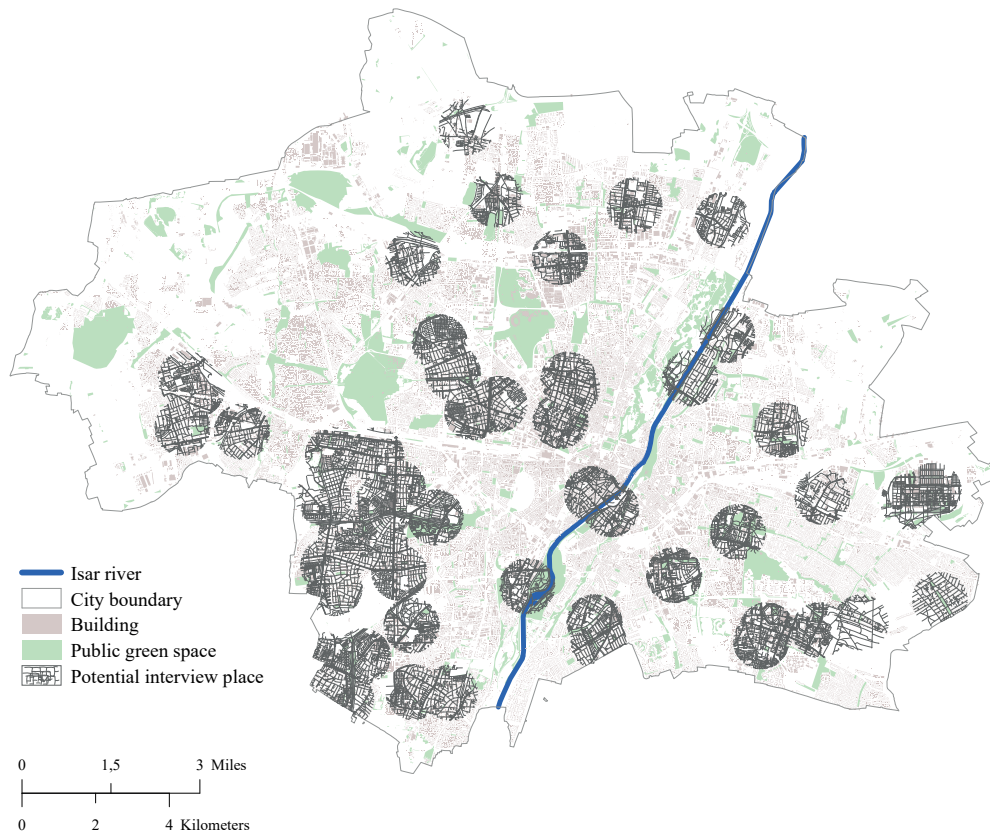 Isar river
City boundary
Building
Public green space
Potential interview place
0 1,5 3 Miles
0 2 4 Kilometers